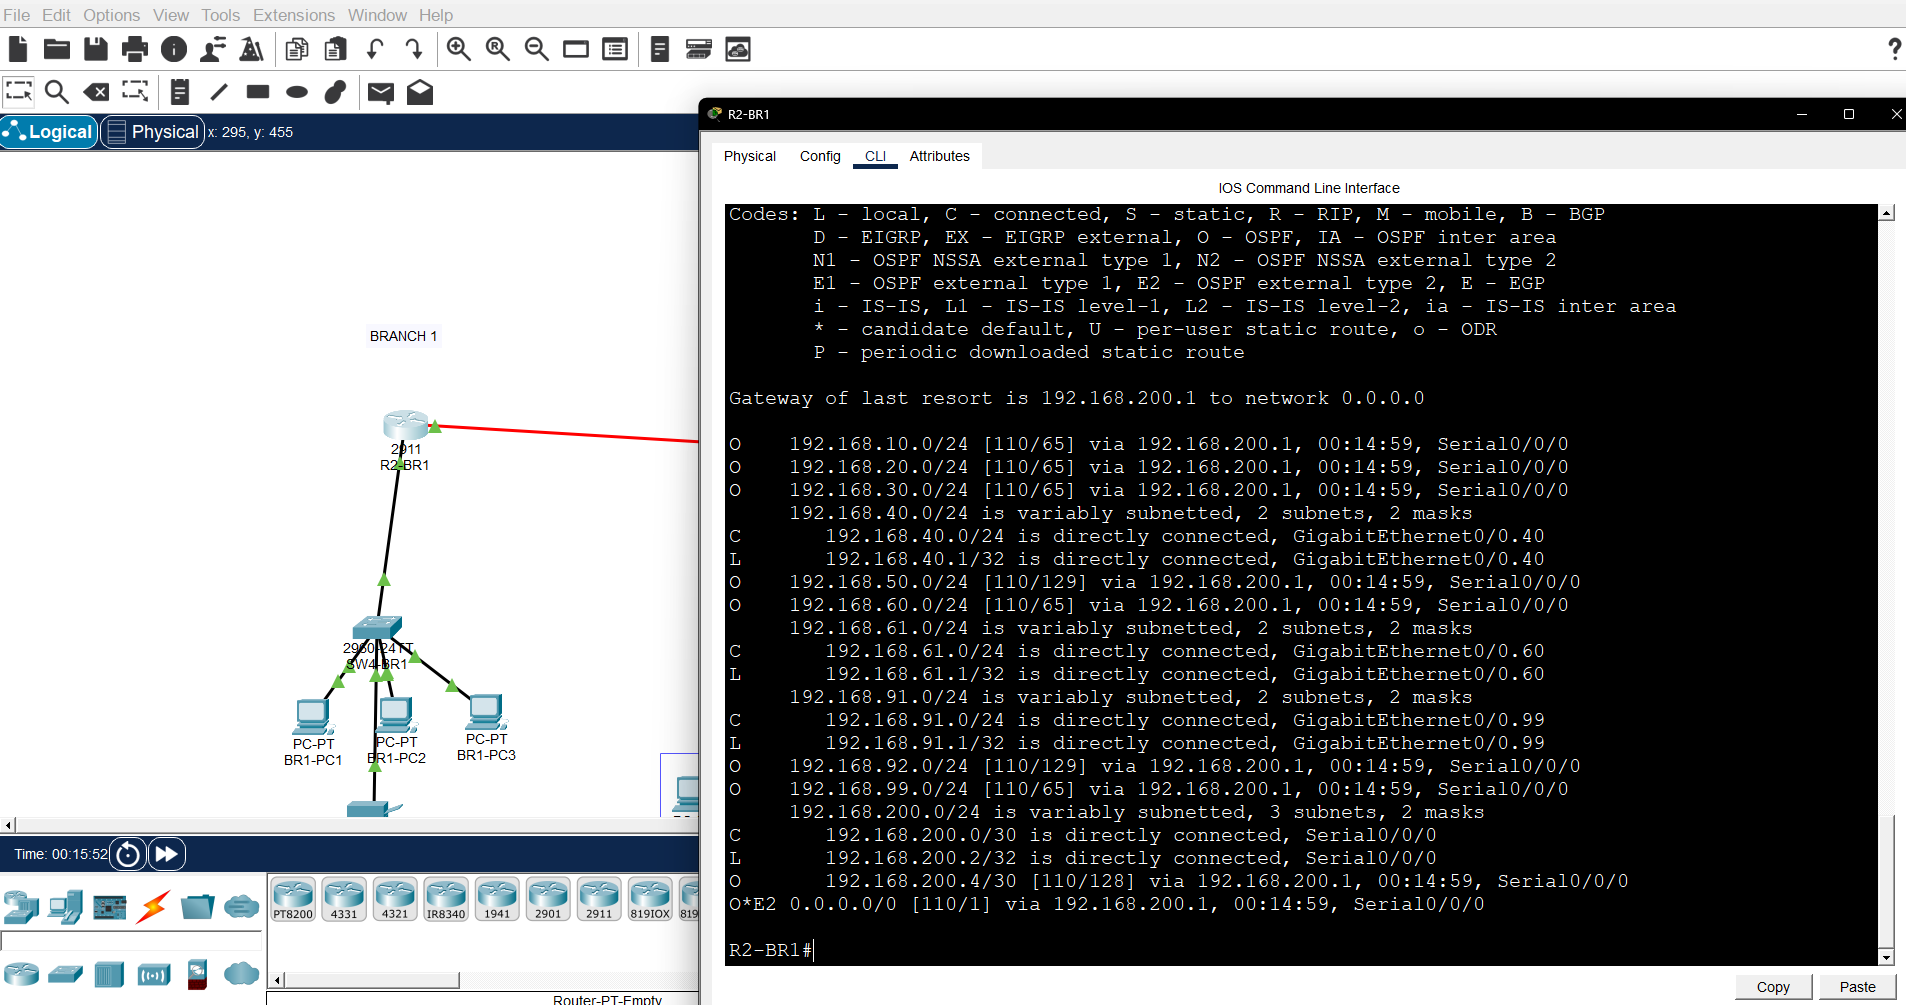 File Edit Options View Tools Extensions Window Help
?
Logical Physical x: 295, y: 455
BRANCH 1
2911
R2-BR1
2960-24TT
SW4-BR1
PC-PT
BR1-PC1
PC-PT
BR1-PC2
PC-PT
BR1-PC3
Time: 00:15:52
PT8200 4331 4321 IR8340 1941 2901 2911 819IOX 819
Router-PT-Empty
R2-BR1
Physical Config CLI Attributes
IOS Command Line Interface
Codes: L - local, C - connected, S - static, R - RIP, M - mobile, B - BGP
D - EIGRP, EX - EIGRP external, O - OSPF, IA - OSPF inter area
N1 - OSPF NSSA external type 1, N2 - OSPF NSSA external type 2
E1 - OSPF external type 1, E2 - OSPF external type 2, E - EGP
i - IS-IS, L1 - IS-IS level-1, L2 - IS-IS level-2, ia - IS-IS inter area
* - candidate default, U - per-user static route, o - ODR
P - periodic downloaded static route
Gateway of last resort is 192.168.200.1 to network 0.0.0.0
O 192.168.10.0/24 [110/65] via 192.168.200.1, 00:14:59, Serial0/0/0
O 192.168.20.0/24 [110/65] via 192.168.200.1, 00:14:59, Serial0/0/0
O 192.168.30.0/24 [110/65] via 192.168.200.1, 00:14:59, Serial0/0/0
192.168.40.0/24 is variably subnetted, 2 subnets, 2 masks
C 192.168.40.0/24 is directly connected, GigabitEthernet0/0.40
L 192.168.40.1/32 is directly connected, GigabitEthernet0/0.40
O 192.168.50.0/24 [110/129] via 192.168.200.1, 00:14:59, Serial0/0/0
O 192.168.60.0/24 [110/65] via 192.168.200.1, 00:14:59, Serial0/0/0
192.168.61.0/24 is variably subnetted, 2 subnets, 2 masks
C 192.168.61.0/24 is directly connected, GigabitEthernet0/0.60
L 192.168.61.1/32 is directly connected, GigabitEthernet0/0.60
192.168.91.0/24 is variably subnetted, 2 subnets, 2 masks
C 192.168.91.0/24 is directly connected, GigabitEthernet0/0.99
L 192.168.91.1/32 is directly connected, GigabitEthernet0/0.99
O 192.168.92.0/24 [110/129] via 192.168.200.1, 00:14:59, Serial0/0/0
O 192.168.99.0/24 [110/65] via 192.168.200.1, 00:14:59, Serial0/0/0
192.168.200.0/24 is variably subnetted, 3 subnets, 2 masks
C 192.168.200.0/30 is directly connected, Serial0/0/0
L 192.168.200.2/32 is directly connected, Serial0/0/0
O 192.168.200.4/30 [110/128] via 192.168.200.1, 00:14:59, Serial0/0/0
O*E2 0.0.0.0/0 [110/1] via 192.168.200.1, 00:14:59, Serial0/0/0
R2-BR1#
Copy Paste